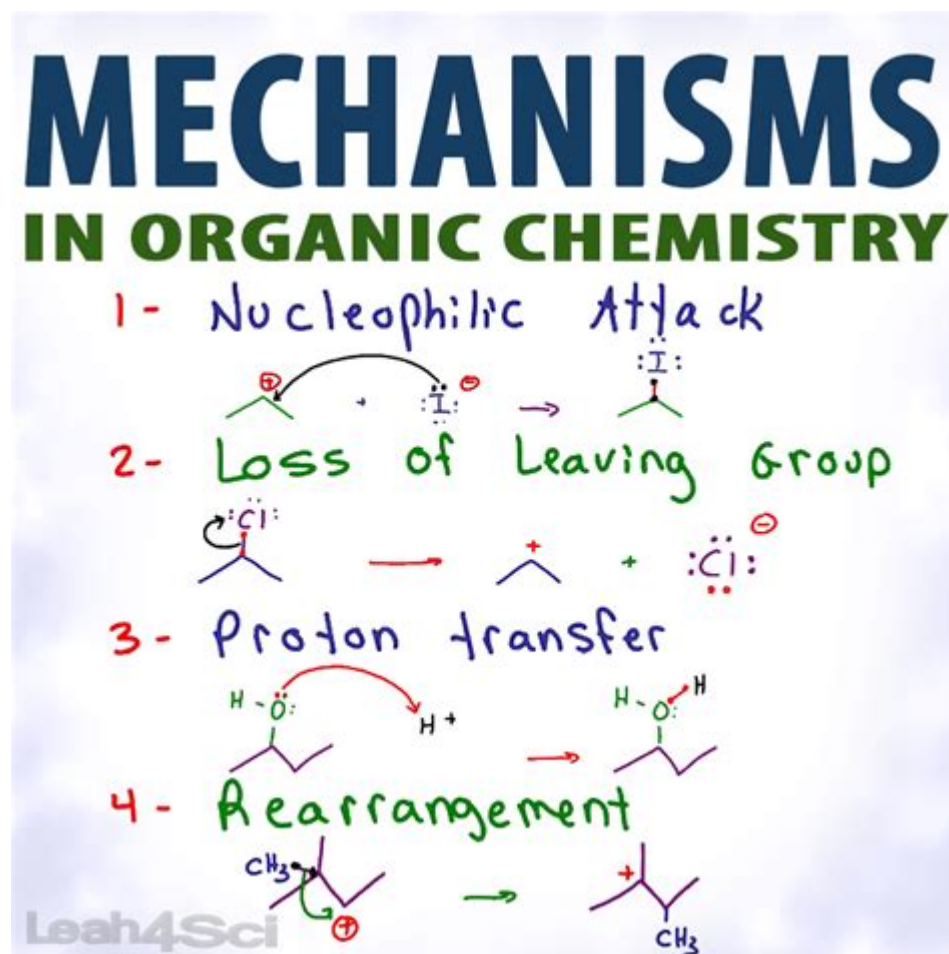 MECHANISMS
IN ORGANIC CHEMISTRY
1- Nucleophilic Attack
⊕ + :I: ⊖ → :I:
2- Loss of Leaving Group
:Cl: → + + :Cl: ⊖
3- Proton transfer
H-O: H+ → H-O: H
4- Rearrangement
CH3 ⊕ → + CH3
Leah4Sci